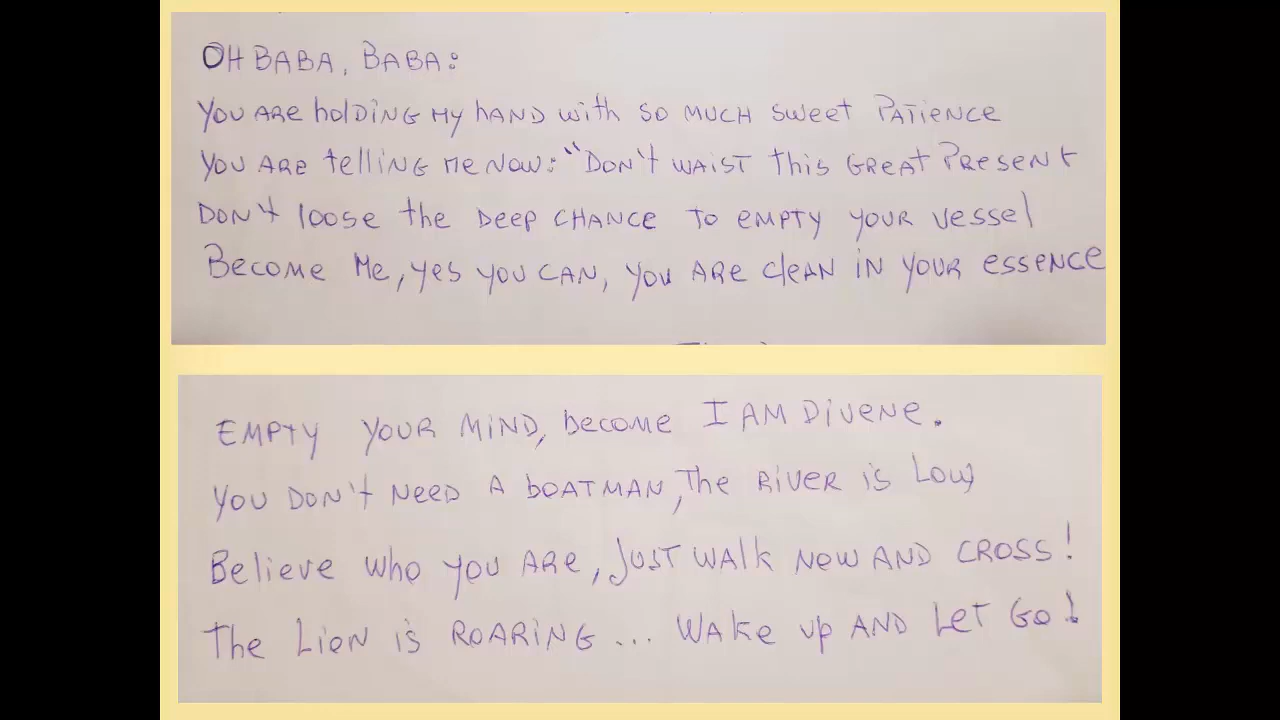 OH BABA, BABA:
YOU ARE holDING MY hAND with SO MUCH sweet PATIENCE
YOU ARE telliNG Me NOW: "DON't WAIST this GREAt PResENt
DON't loose the DEEP CHANCE TO EMPTY YOUR vessel
Become Me, yes YOU CAN, YOU ARE cleAN IN YOUR essence
EMPTY YOUR MIND, become I AM DIVENE.
YOU DON't NEED A bOATMAN, The RIVER is Low,
Believe who YOU ARE, JUST WAlk NOW AND CROSS!
The LION is ROARING ... WAke up AND LET GO!